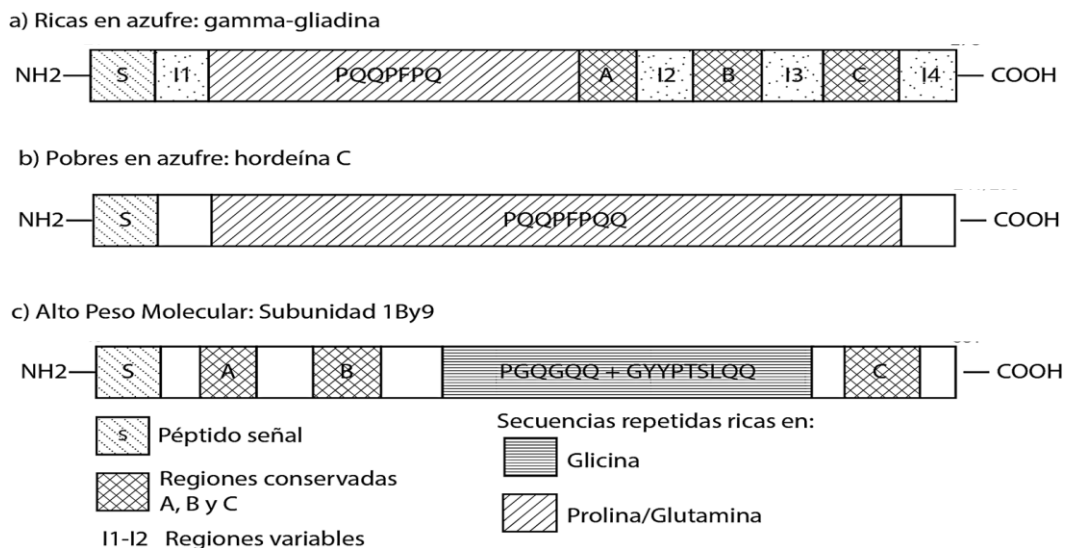 a) Ricas en azufre: gamma-gliadina
NH2 S I1 PQQPFPQ A I2 B I3 C I4 COOH
b) Pobres en azufre: hordeína C
NH2 S PQQPFPQQ COOH
c) Alto Peso Molecular: Subunidad 1By9
NH2 S A B PGQGQQ + GYYPTSLQQ C COOH
S Péptido señal
Regiones conservadas
A, B y C
I1-I2 Regiones variables
Secuencias repetidas ricas en:
Glicina
Prolina/Glutamina